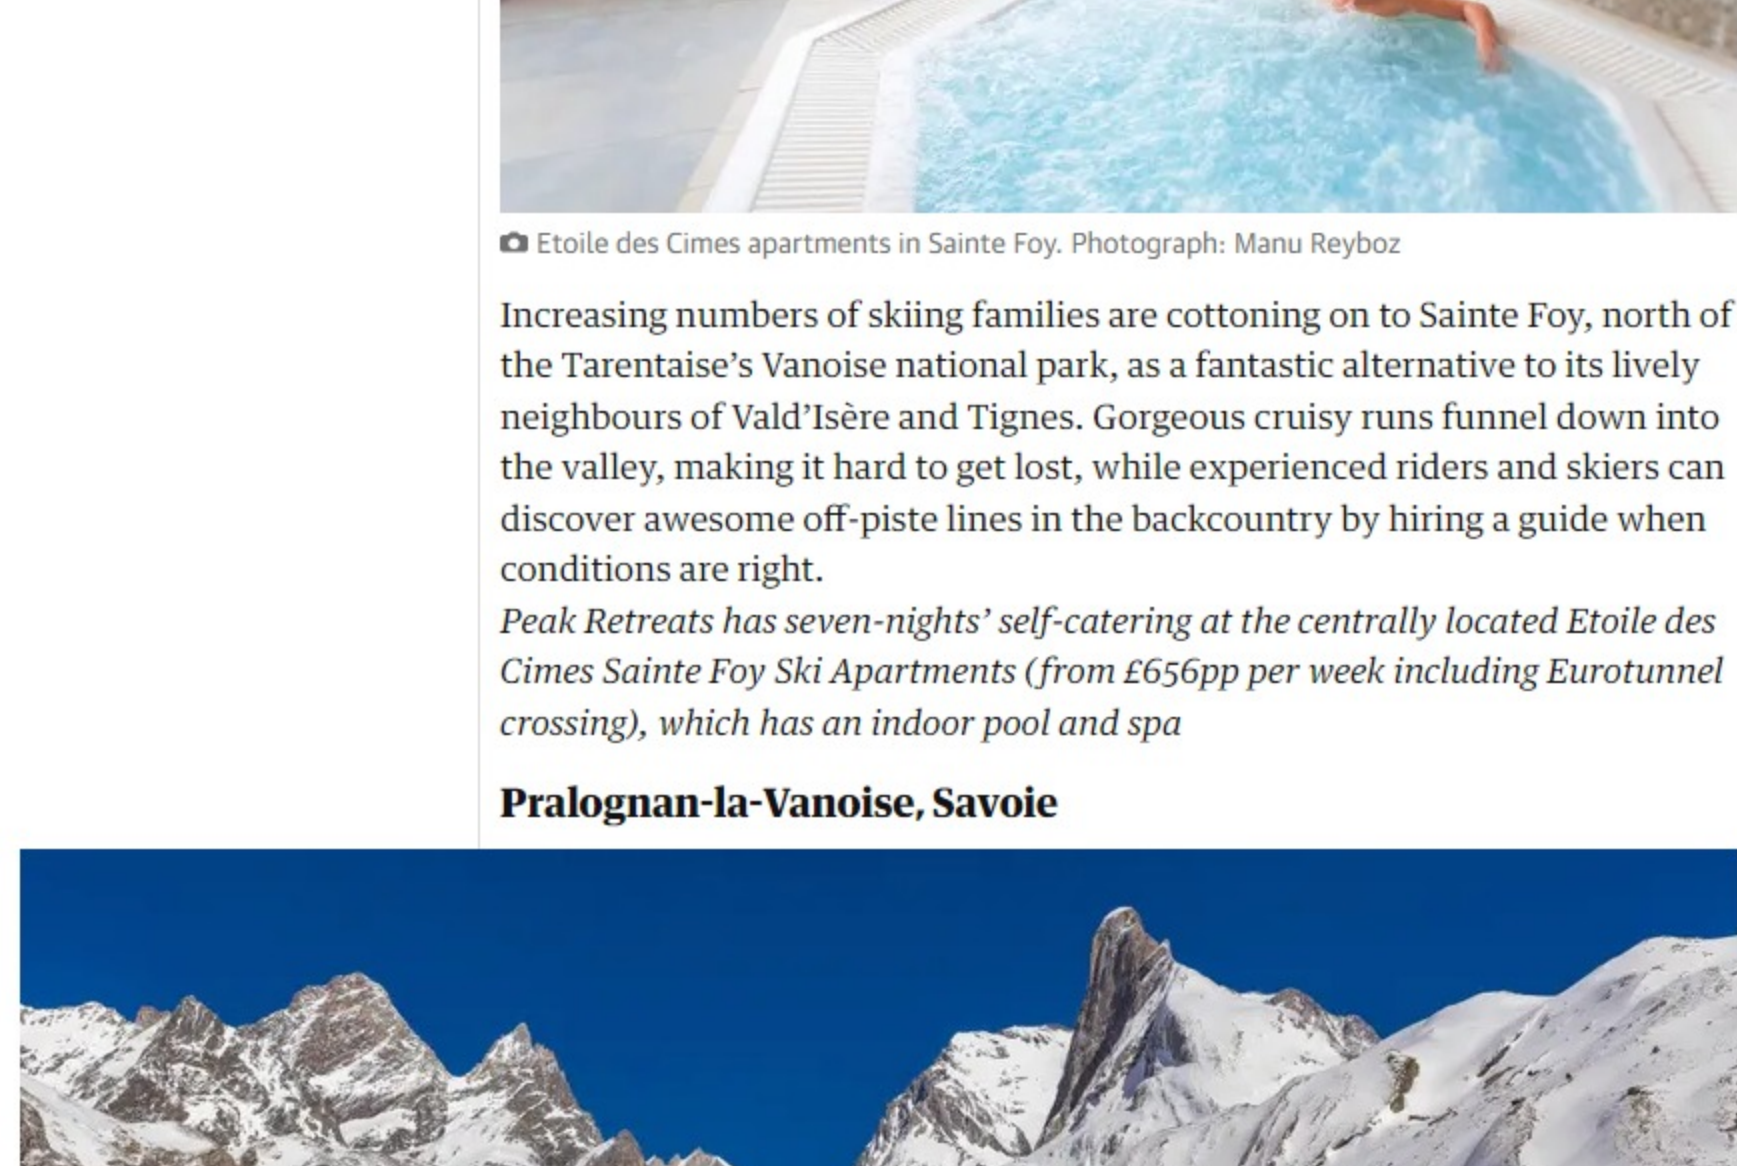 Etoile des Cimes apartments in Sainte Foy. Photograph: Manu Reyboz
Increasing numbers of skiing families are cottoning on to Sainte Foy, north of
the Tarentaise’s Vanoise national park, as a fantastic alternative to its lively
neighbours of Vald’Isère and Tignes. Gorgeous cruisy runs funnel down into
the valley, making it hard to get lost, while experienced riders and skiers can
discover awesome off-piste lines in the backcountry by hiring a guide when
conditions are right.
Peak Retreats has seven-nights’ self-catering at the centrally located Etoile des
Cimes Sainte Foy Ski Apartments (from £656pp per week including Eurotunnel
crossing), which has an indoor pool and spa
Pralognan-la-Vanoise, Savoie